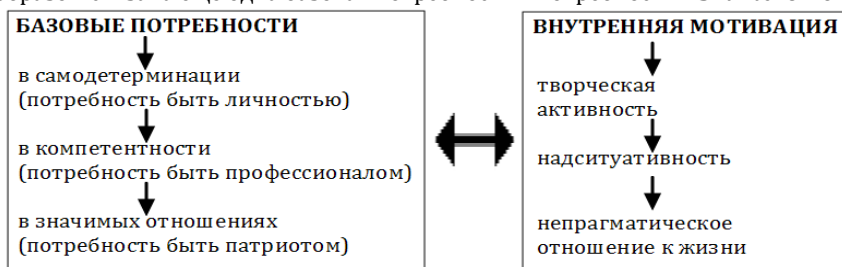 БАЗОВЫЕ ПОТРЕБНОСТИ
в самодетерминации
(потребность быть личностью)
в компетентности
(потребность быть профессионалом)
в значимых отношениях
(потребность быть патриотом)
ВНУТРЕННЯЯ МОТИВАЦИЯ
творческая
активность
надситуативность
непрагматическое
отношение к жизни